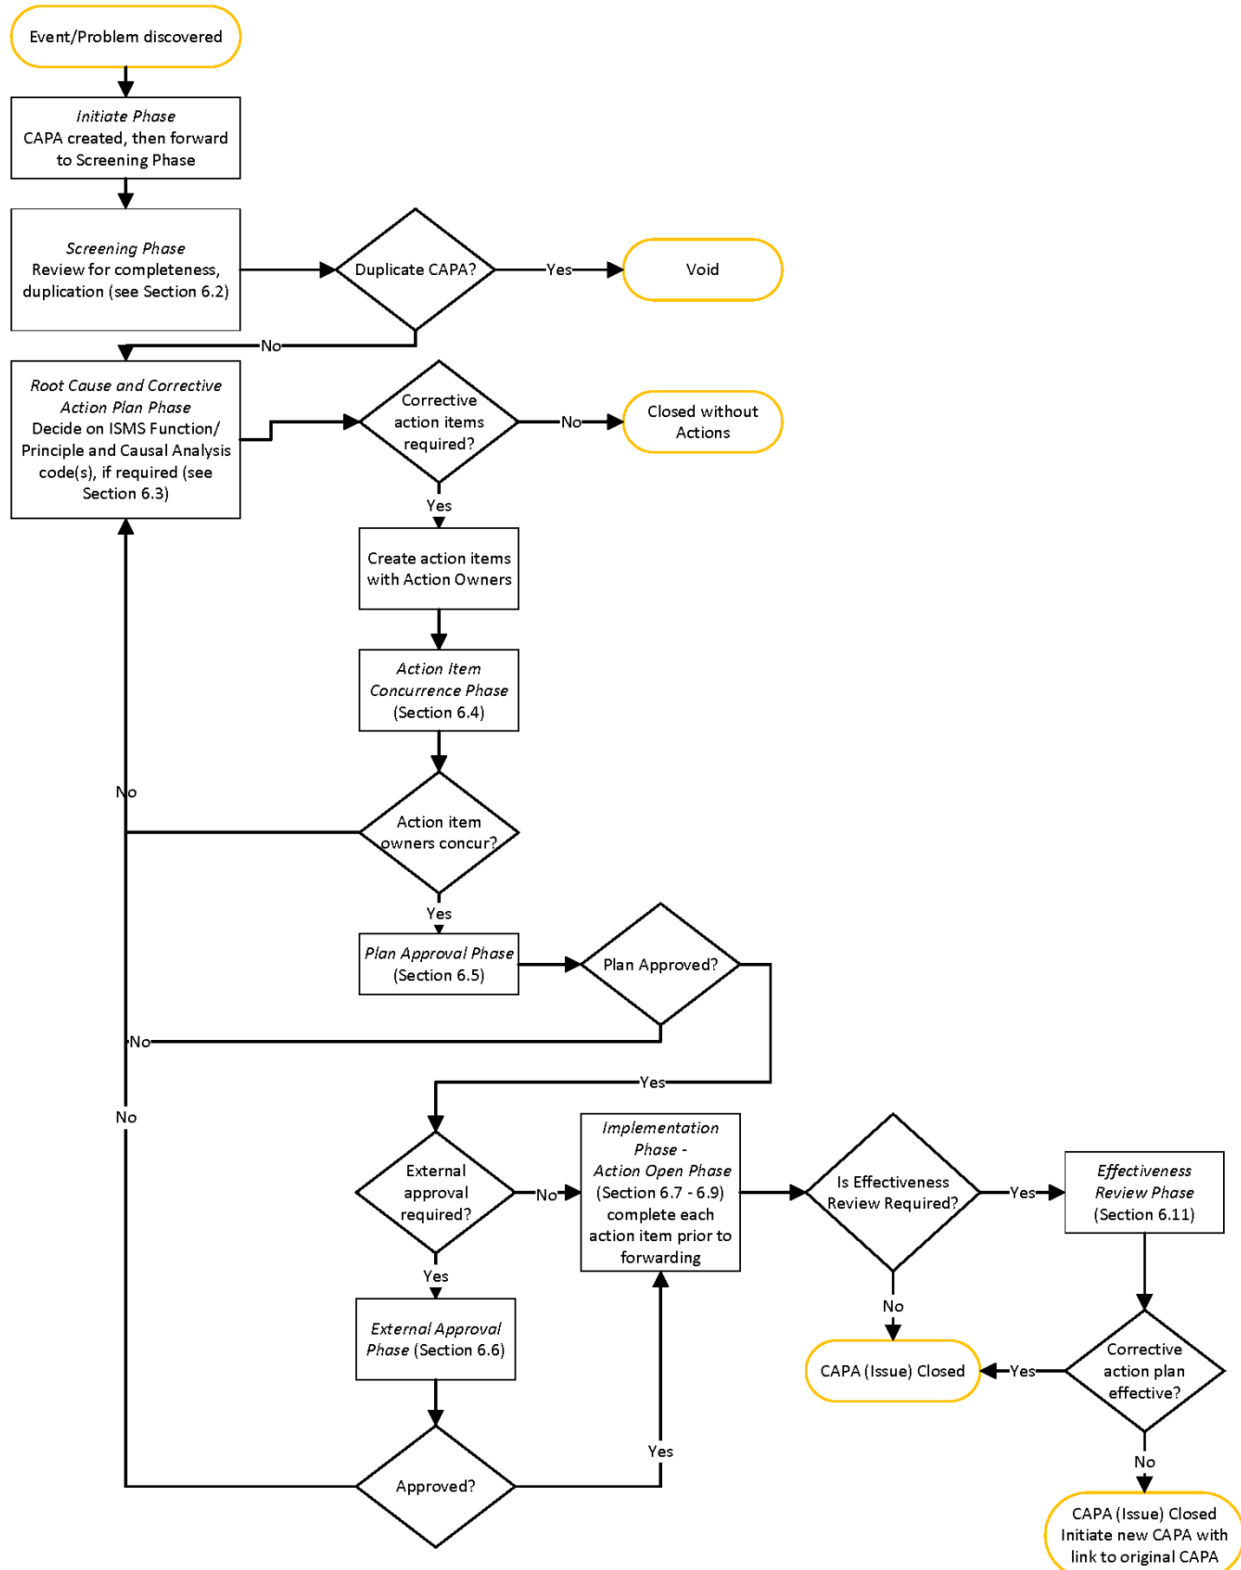 Event/Problem discovered
Initiate Phase
CAPA created, then forward
to Screening Phase
Screening Phase
Review for completeness,
duplication (see Section 6.2)
Duplicate CAPA?
Yes
Void
No
Root Cause and Corrective
Action Plan Phase
Decide on ISMS Function/
Principle and Causal Analysis
code(s), if required (see
Section 6.3)
Corrective
action items
required?
No
Closed without
Actions
Yes
Create action items
with Action Owners
Action Item
Concurrence Phase
(Section 6.4)
No
Action item
owners concur?
Yes
Plan Approval Phase
(Section 6.5)
Plan Approved?
No
Yes
No
External
approval
required?
No
Implementation
Phase -
Action Open Phase
(Section 6.7 - 6.9)
complete each
action item prior to
forwarding
Is Effectiveness
Review Required?
Yes
Effectiveness
Review Phase
(Section 6.11)
Yes
No
External Approval
Phase (Section 6.6)
CAPA (Issue) Closed
Yes
Corrective
action plan
effective?
Approved?
Yes
No
CAPA (Issue) Closed
Initiate new CAPA with
link to original CAPA